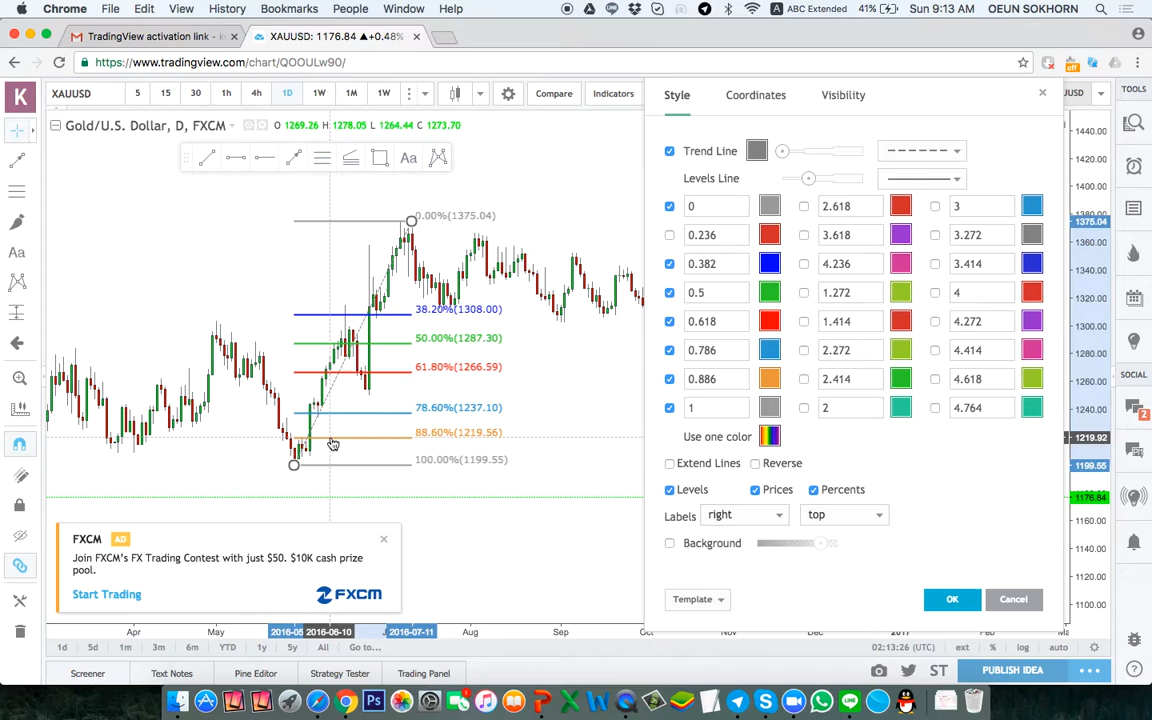 Chrome File Edit View History Bookmarks People Window Help ABC Extended 41% Sun 9:13 AM OEUN SOKHORN
TradingView activation link - k
XAUUSD: 1176.84 ▲+0.48%
https://www.tradingview.com/chart/QOOULw90/
K
XAUUSD 5 15 30 1h 4h 1D 1W 1M 1W Compare Indicators
Gold/U.S. Dollar, D, FXCM O 1269.26 H 1278.05 L 1264.44 C 1273.70
Aa
Aa
0.00%(1375.04)
38.20%(1308.00)
50.00%(1287.30)
61.80%(1266.59)
78.60%(1237.10)
88.60%(1219.56)
100.00%(1199.55)
FXCM AD
Join FXCM's FX Trading Contest with just $50. $10K cash prize
pool.
Start Trading FXCM
Style Coordinates Visibility
Trend Line
Levels Line
0 2.618 3
0.236 3.618 3.272
0.382 4.236 3.414
0.5 1.272 4
0.618 1.414 4.272
0.786 2.272 4.414
0.886 2.414 4.618
1 2 4.764
Use one color
Extend Lines Reverse
Levels Prices Percents
Labels right top
Background
Template OK Cancel
USD
1440.00
1400.00
1375.04
1360.00
1340.00
1320.00
1300.00
1280.00
1260.00
1240.00
1219.92
1199.55
1176.84
1160.00
1140.00
1120.00
1100.00
TOOLS
SOCIAL
2
Apr May 2016-05 2016-06-10 2016-07-11 Aug Sep Oct Nov Dec 2017 Feb
1d 5d 1m 3m 6m YTD 1y 5y All Go to... 02:13:26 (UTC) ext % log auto
Screener Text Notes Pine Editor Strategy Tester Trading Panel ST PUBLISH IDEA